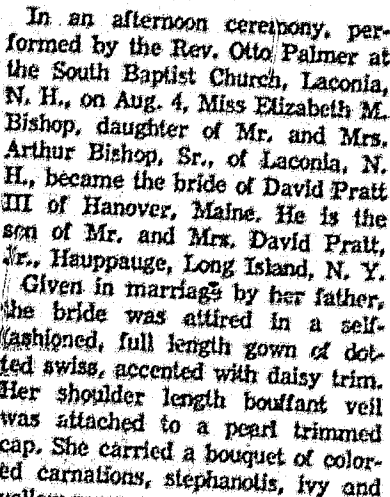 In an afternoon ceremony, per-
formed by the Rev. Otto Palmer at
the South Baptist Church, Laconia,
N. H., on Aug. 4, Miss Elizabeth M.
Bishop, daughter of Mr. and Mrs.
Arthur Bishop, Sr., of Laconia, N.
H., became the bride of David Pratt
III of Hanover, Maine. He is the
son of Mr. and Mrs. David Pratt,
Jr., Hauppauge, Long Island, N. Y.
Given in marriage by her father,
the bride was attired in a self-
fashioned, full length gown of dot-
ted swiss, accented with daisy trim.
Her shoulder length bouffant veil
was attached to a pearl trimmed
cap. She carried a bouquet of color-
ed carnations, stephanotis, ivy and